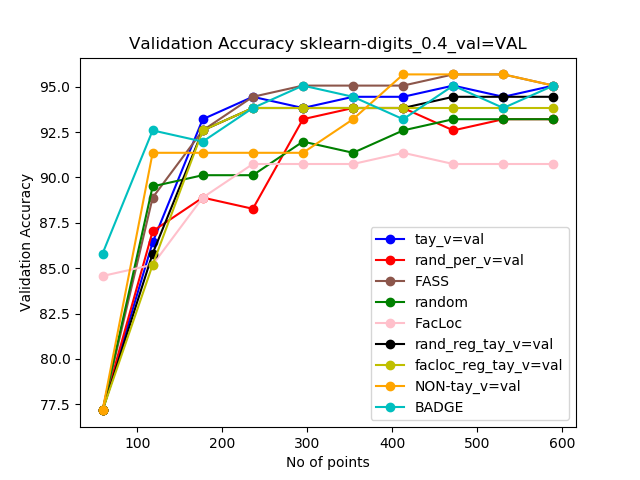 Validation Accuracy sklearn-digits_0.4_val=VAL
Validation Accuracy
95.0
92.5
90.0
87.5
85.0
82.5
80.0
77.5
tay_v=val
rand_per_v=val
FASS
random
FacLoc
rand_reg_tay_v=val
facloc_reg_tay_v=val
NON-tay_v=val
BADGE
100 200 300 400 500 600
No of points